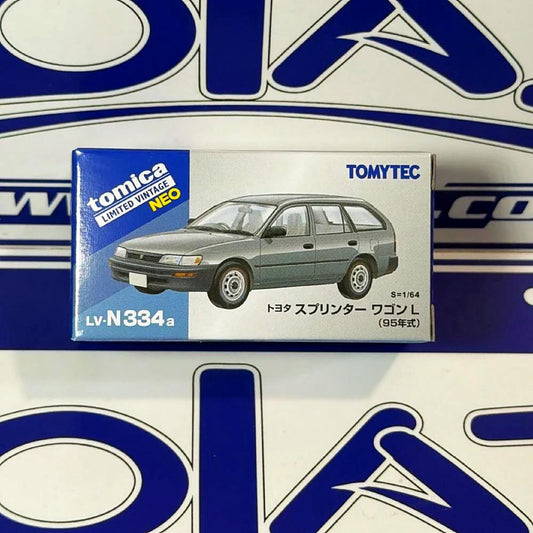 tomica
LIMITED VINTAGE
NEO
TOMYTEC
S=1/64
LV-N334a
トヨタ スプリンター ワゴン L
(95年式)
w
.co